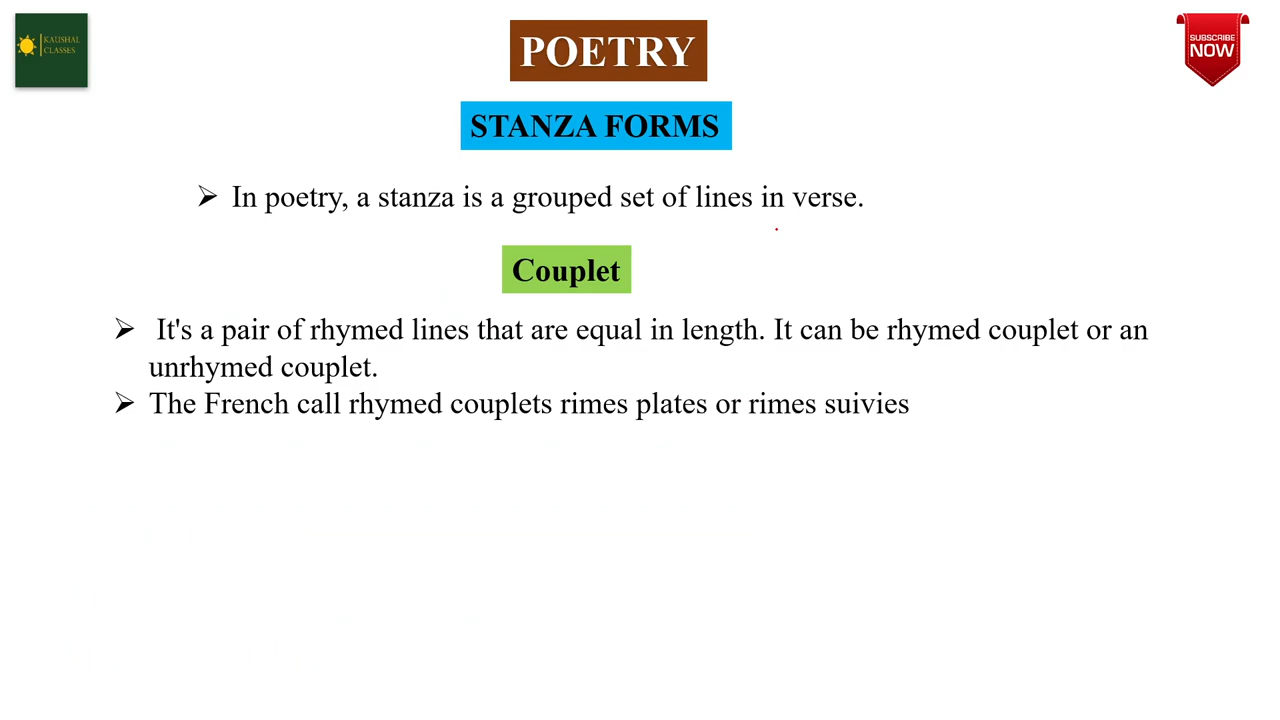 KAUSHAL
CLASSES
POETRY
SUBSCRIBE
NOW
STANZA FORMS
➢ In poetry, a stanza is a grouped set of lines in verse.
Couplet
➢ It's a pair of rhymed lines that are equal in length. It can be rhymed couplet or an
unrhymed couplet.
➢ The French call rhymed couplets rimes plates or rimes suivies